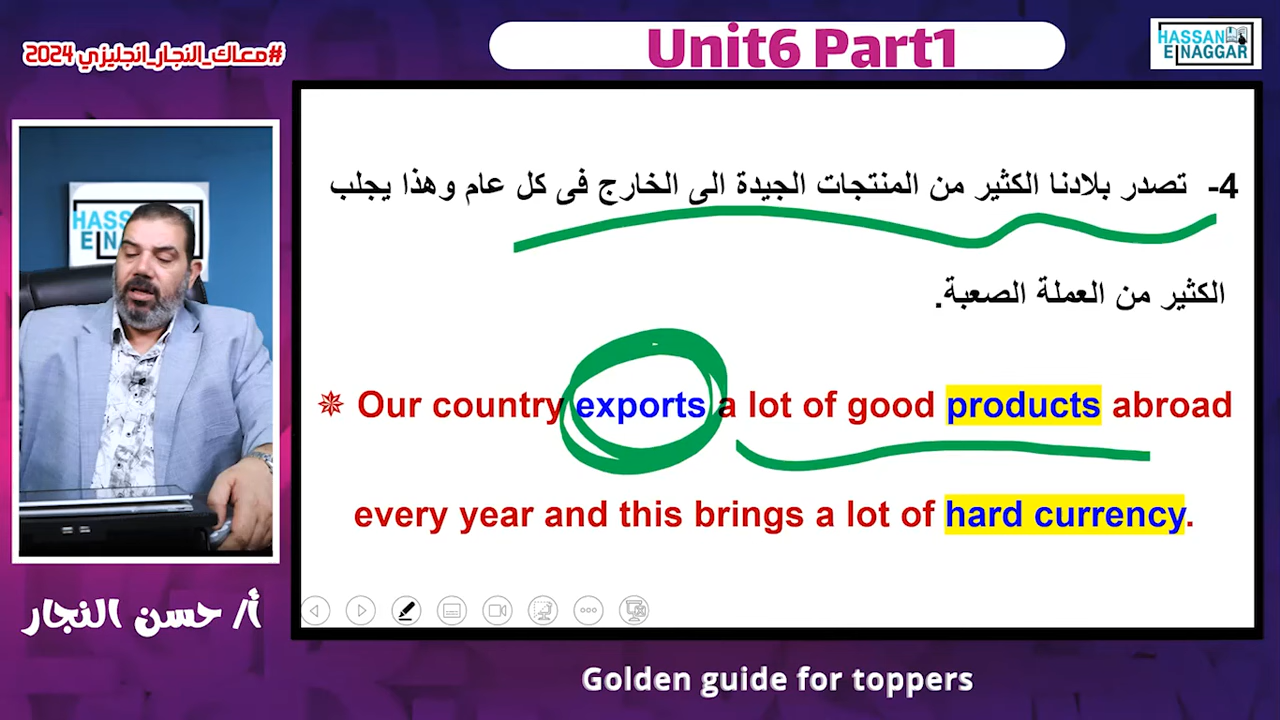 #معاك_النجار_انجليزي 2024
Unit6 Part1
HASSAN
ELNAGGAR
HASSAN
4- تصدر بلادنا الكثير من المنتجات الجيدة الى الخارج فى كل عام وهذا يجلب
الكثير من العملة الصعبة.
✵ Our country exports a lot of good products abroad
every year and this brings a lot of hard currency.
أ/ حسن النجار
Golden guide for toppers